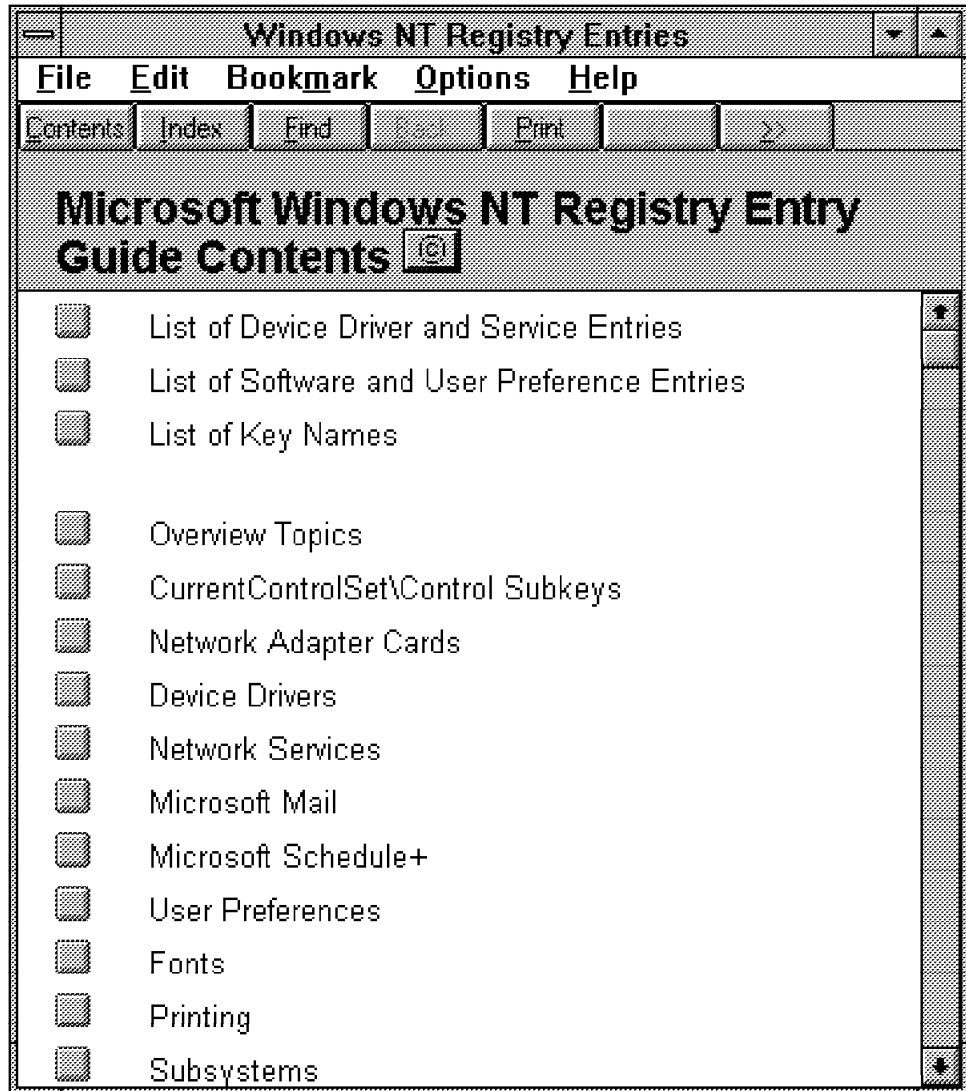 Windows NT Registry Entries
File Edit Bookmark Options Help
Contents Index Find Back Print >>
Microsoft Windows NT Registry Entry
Guide Contents (C)
List of Device Driver and Service Entries
List of Software and User Preference Entries
List of Key Names
Overview Topics
CurrentControlSet\Control Subkeys
Network Adapter Cards
Device Drivers
Network Services
Microsoft Mail
Microsoft Schedule+
User Preferences
Fonts
Printing
Subsystems